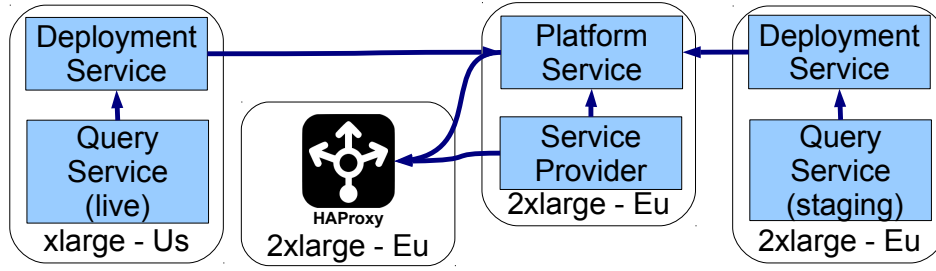 Deployment
Service
Query
Service
(live)
xlarge - Us
HAProxy
2xlarge - Eu
Platform
Service
Service
Provider
2xlarge - Eu
Deployment
Service
Query
Service
(staging)
2xlarge - Eu